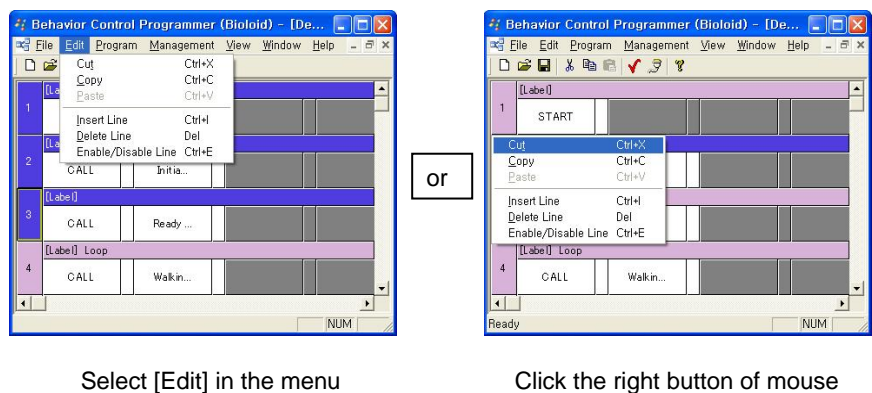 Behavior Control Programmer (Bioloid) - [De...
File Edit Program Management View Window Help
Cut Ctrl+X
Copy Ctrl+C
Paste Ctrl+V
Insert Line Ctrl+I
Delete Line Del
Enable/Disable Line Ctrl+E
1 [La
2 [La
CALL Initia...
[Label]
3 CALL Ready ...
[Label] Loop
4 CALL Walkin...
NUM
or
Behavior Control Programmer (Bioloid) - [De...
File Edit Program Management View Window Help
[Label]
1 START
Cut Ctrl+X
Copy Ctrl+C
Paste Ctrl+V
Insert Line Ctrl+I
Delete Line Del
Enable/Disable Line Ctrl+E
[Label] Loop
4 CALL Walkin...
Ready NUM
Select [Edit] in the menu
Click the right button of mouse